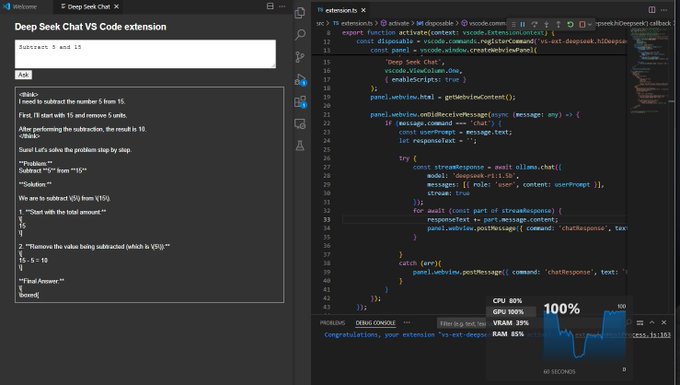 Welcome
Deep Seek Chat
Deep Seek Chat VS Code extension
Subtract 5 and 15
Ask
<think>
I need to subtract the number 5 from 15.
First, I'll start with 15 and remove 5 units.
After performing the subtraction, the result is 10.
</think>
Sure! Let's solve the problem step by step.
**Problem:**
Subtract **5** from **15**
**Solution:**
We are to subtract \(5\) from \(15\).
1. **Start with the total amount:**
\[
15
\]
2. **Remove the value being subtracted (which is \(5\)):**
\[
15 - 5 = 10
\]
**Final Answer:**
\[
\boxed{
extension.ts
src > extension.ts > activate > disposable > vscode.comm
eepseek.hiDeepseek') callback
8 export function activate(context: vscode.ExtensionContext) {
12 const disposable = vscode.commands.registerCommand('vs-ext-deepseek.hiDeepseek'
13 const panel = vscode.window.createWebviewPanel(
15 'Deep Seek Chat',
16 vscode.ViewColumn.One,
17 { enableScripts: true }
18 );
19 panel.webview.html = getWebviewContent();
20
21 panel.webview.onDidReceiveMessage(async (message: any) => {
22 if (message.command === 'chat') {
23 const userPrompt = message.text;
24 let responseText = '';
25
26 try {
27 const streamResponse = await ollama.chat({
28 model: 'deepseek-r1:1.5b',
29 messages: [{ role: 'user', content: userPrompt }],
30 stream: true
31 });
32 for await (const part of streamResponse) {
33 responseText += part.message.content;
34 panel.webview.postMessage({ command: 'chatResponse', text
35 }
36
37 }
38 catch (err){
39 panel.webview.postMessage({ command: 'chatResponse', text:
40 }
41 }
42 });
43 });
PROBLEMS
DEBUG CONSOLE
Filter (e.g. text, !ex
Congratulations, your extension "vs-ext-deepse
Process.js:163
CPU 80%
GPU 100%
VRAM 39%
RAM 85%
100%
100
60 SECONDS
0